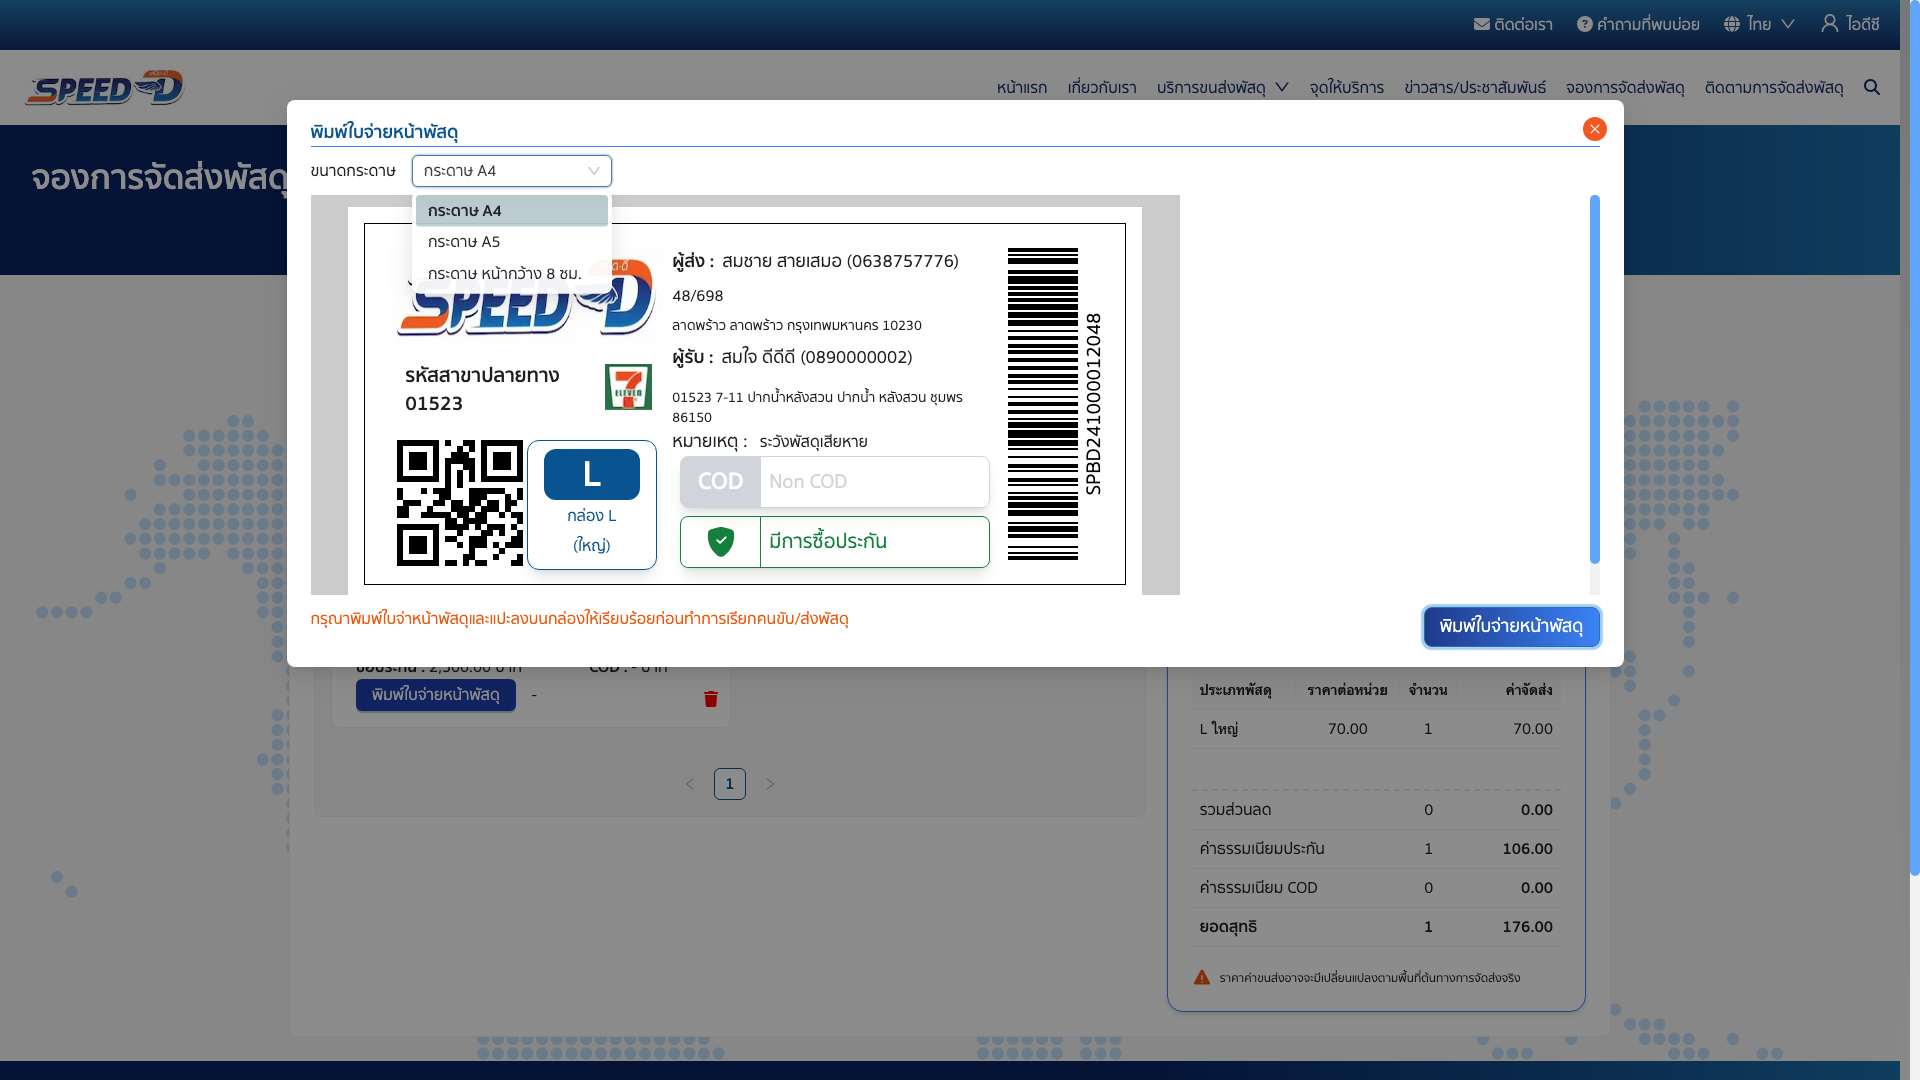 ติดต่อเรา
คำถามที่พบบ่อย
ไทย
ไอดีซี
SPEED-D
หน้าแรก
เกี่ยวกับเรา
บริการขนส่งพัสดุ
จุดให้บริการ
ข่าวสาร/ประชาสัมพันธ์
จองการจัดส่งพัสดุ
ติดตามการจัดส่งพัสดุ
จองการจัดส่งพัสดุ
พิมพ์ใบจ่ายหน้าพัสดุ
ขนาดกระดาษ
กระดาษ A4
กระดาษ A4
กระดาษ A5
กระดาษ หน้ากว้าง 8 ซม.
SPEED D
ผู้ส่ง : สมชาย สายเสมอ (0638757776)
48/698
ลาดพร้าว ลาดพร้าว กรุงเทพมหานคร 10230
ผู้รับ : สมใจ ดีดีดี (0890000002)
01523 7-11 ปากน้ำหลังสวน ปากน้ำ หลังสวน ชุมพร
86150
หมายเหตุ : ระวังพัสดุเสียหาย
รหัสสาขาปลายทาง
01523
7
ELEVEN
L
กล่อง L
(ใหญ่)
COD
Non COD
มีการซื้อประกัน
SPBD241000012048
กรุณาพิมพ์ใบจ่าหน้าพัสดุและแปะลงบนกล่องให้เรียบร้อยก่อนทำการเรียกคนขับ/ส่งพัสดุ
พิมพ์ใบจ่ายหน้าพัสดุ
ซื้อประกัน : 2,500.00 บาท
COD : - บาท
พิมพ์ใบจ่ายหน้าพัสดุ
-
1
ประเภทพัสดุ ราคาต่อหน่วย จำนวน ค่าจัดส่ง
L ใหญ่ 70.00 1 70.00
รวมส่วนลด 0 0.00
ค่าธรรมเนียมประกัน 1 106.00
ค่าธรรมเนียม COD 0 0.00
ยอดสุทธิ 1 176.00
ราคาค่าขนส่งอาจจะมีเปลี่ยนแปลงตามพื้นที่ต้นทางการจัดส่งจริง